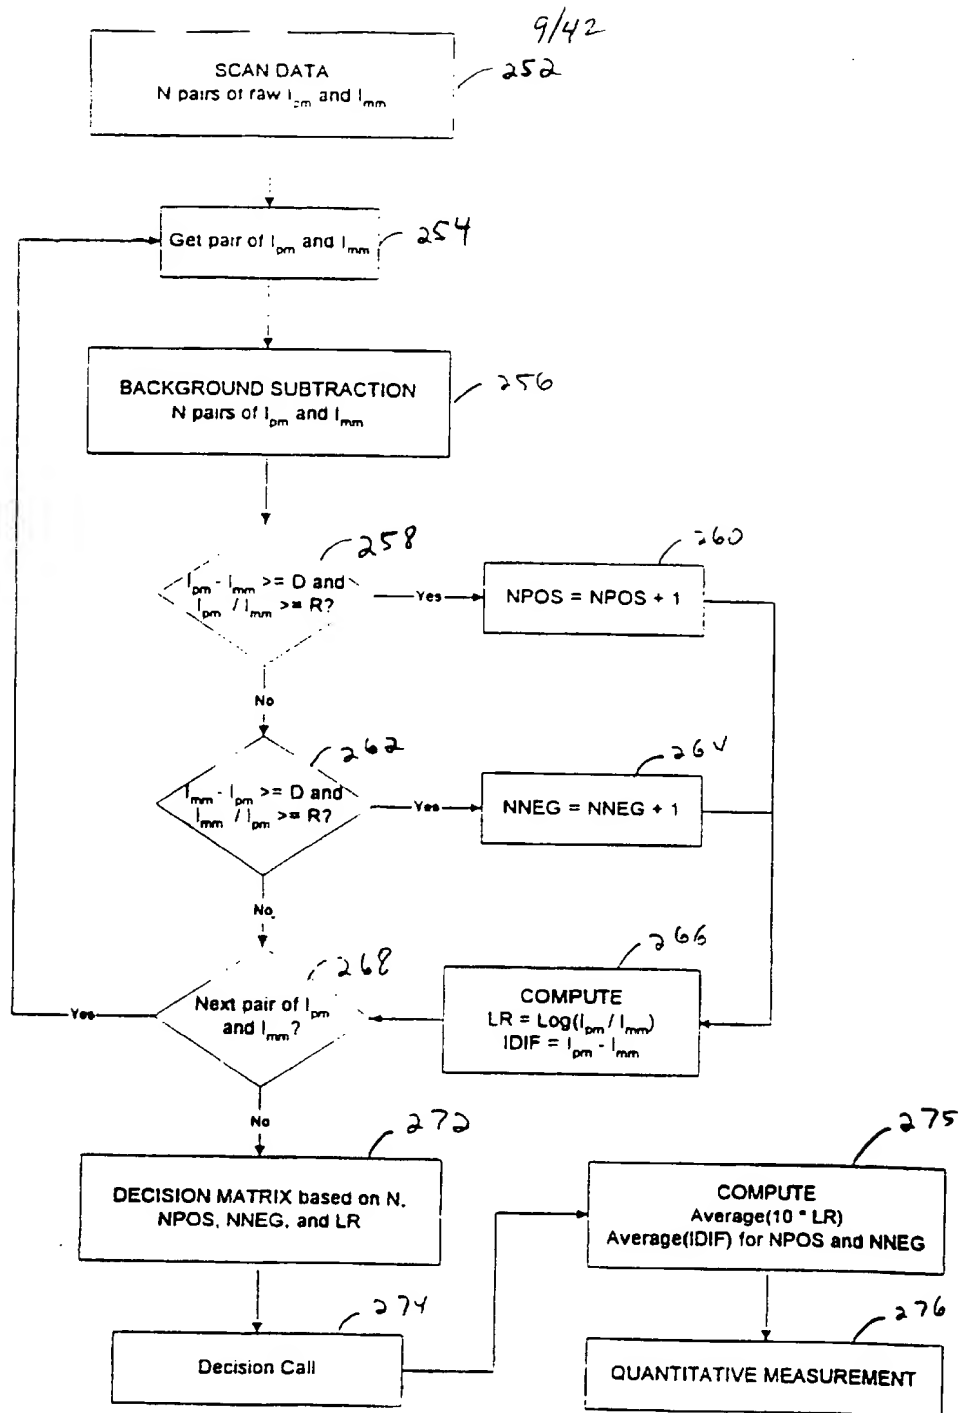 9/42
SCAN DATA
N pairs of raw Ipm and Imm
252
Get pair of Ipm and Imm
254
BACKGROUND SUBTRACTION
N pairs of Ipm and Imm
256
258
Ipm - Imm >= D and
Ipm / Imm >= R?
Yes
260
NPOS = NPOS + 1
No
262
Imm - Ipm >= D and
Imm / Ipm >= R?
Yes
264
NNEG = NNEG + 1
No
268
Next pair of Ipm
and Imm?
Yes
266
COMPUTE
LR = Log(Ipm / Imm)
IDIF = Ipm - Imm
No
272
DECISION MATRIX based on N,
NPOS, NNEG, and LR
275
COMPUTE
Average(10 * LR)
Average(IDIF) for NPOS and NNEG
274
Decision Call
276
QUANTITATIVE MEASUREMENT